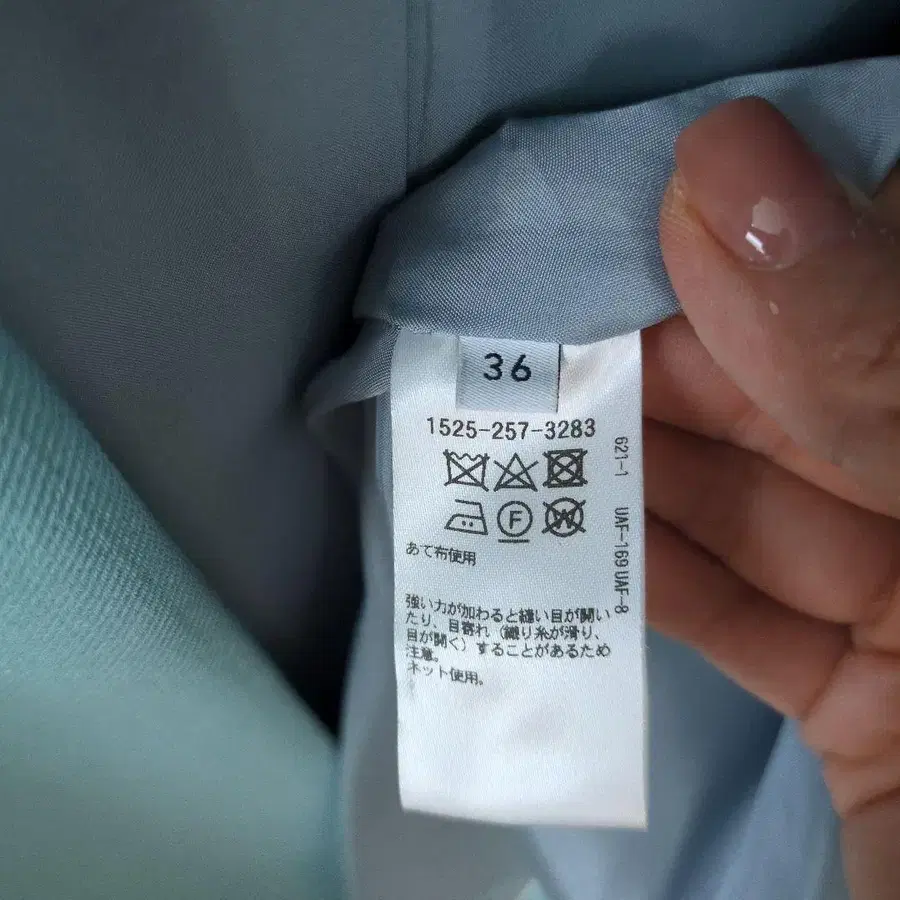 36
1525-257-3283
F
W
あて布使用
強い力が加わると縫い目が開い
たり、目寄れ（織り糸が滑り、
目が開く）することがあるため
注意。
ネット使用。
621-1 UAF-169 UAF-8